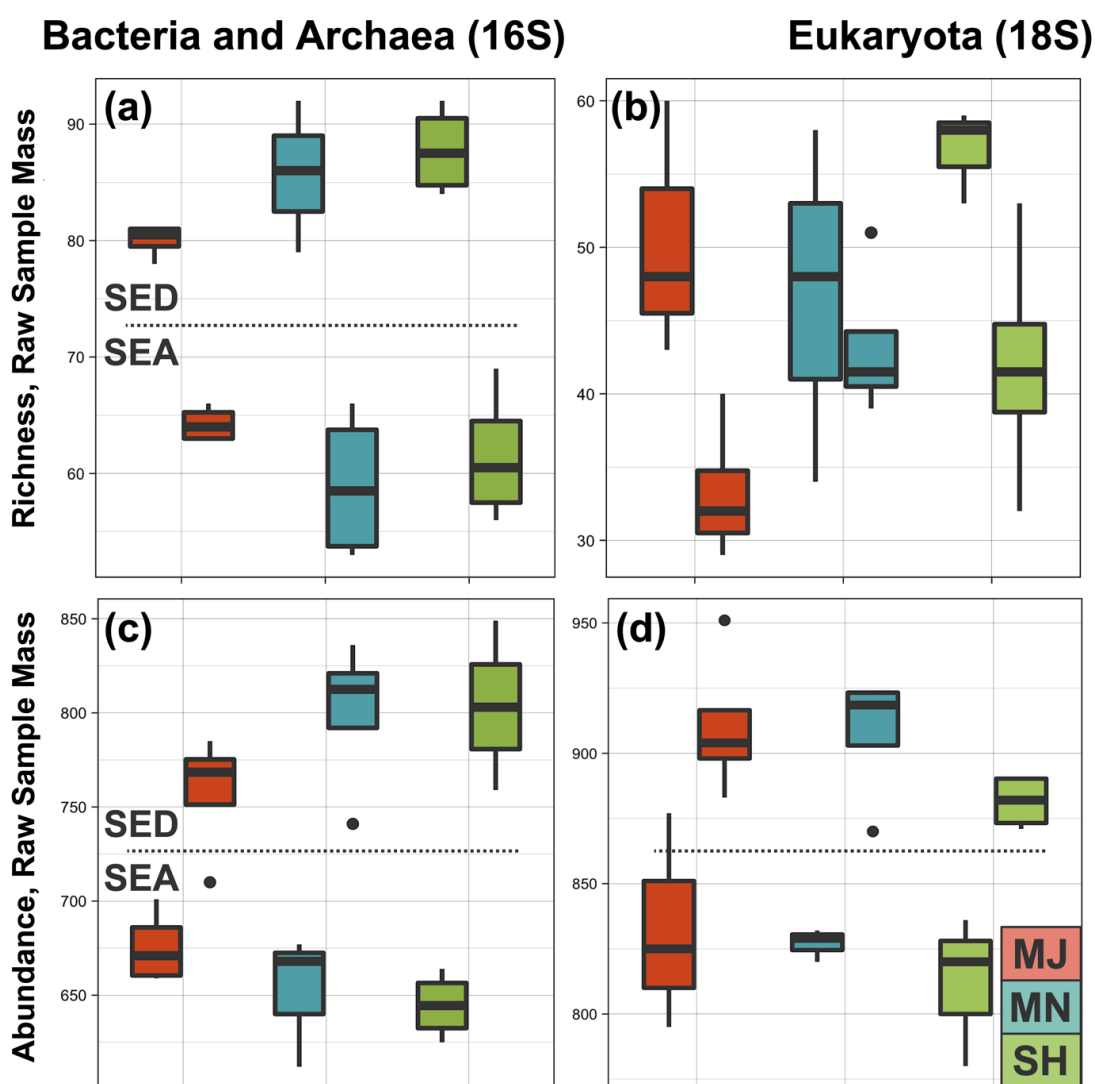 Bacteria and Archaea (16S)
Eukaryota (18S)
Richness, Raw Sample Mass
(a)
90
80
SED
SEA
70
60
(b)
60
50
40
30
Abundance, Raw Sample Mass
(c)
850
800
750
SED
SEA
700
650
(d)
950
900
850
800
MJ
MN
SH